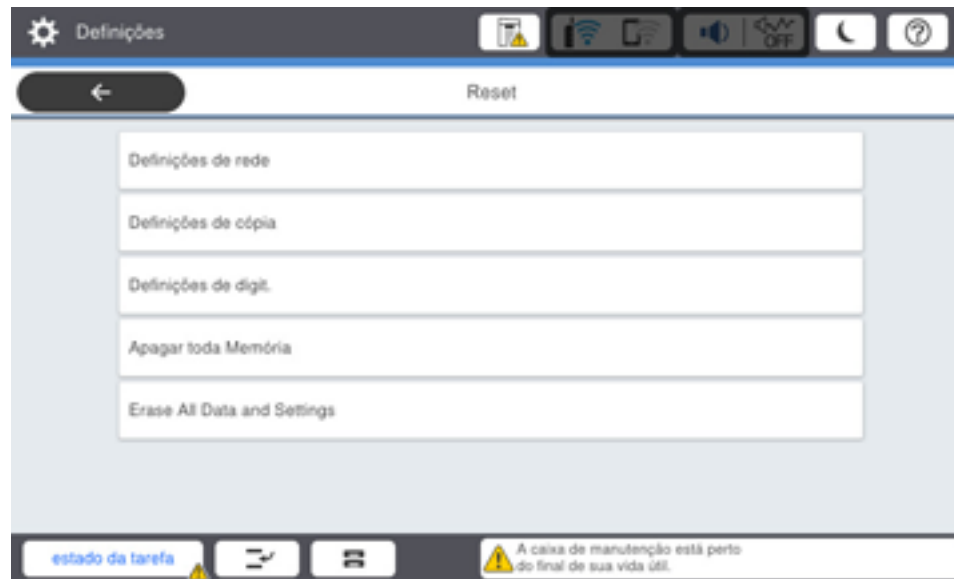 Definições
OFF
Reset
Definições de rede
Definições de cópia
Definições de digit.
Apagar toda Memória
Erase All Data and Settings
estado da tarefa
A caixa de manutenção está perto
do final de sua vida útil.